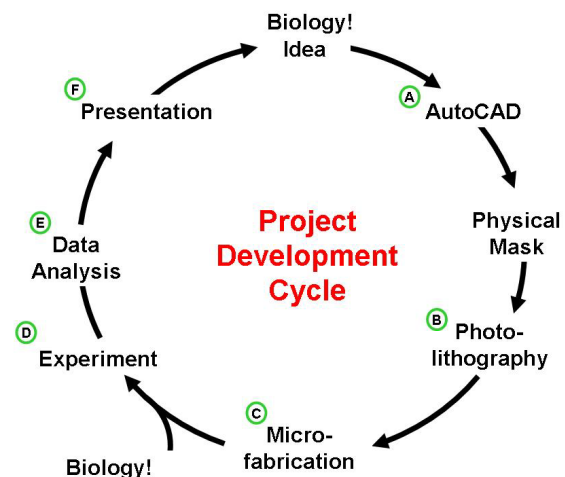 Biology!
Idea
A
AutoCAD
Physical
Mask
B
Photo-
lithography
C
Micro-
fabrication
Biology!
D
Experiment
E
Data
Analysis
F
Presentation
Project
Development
Cycle